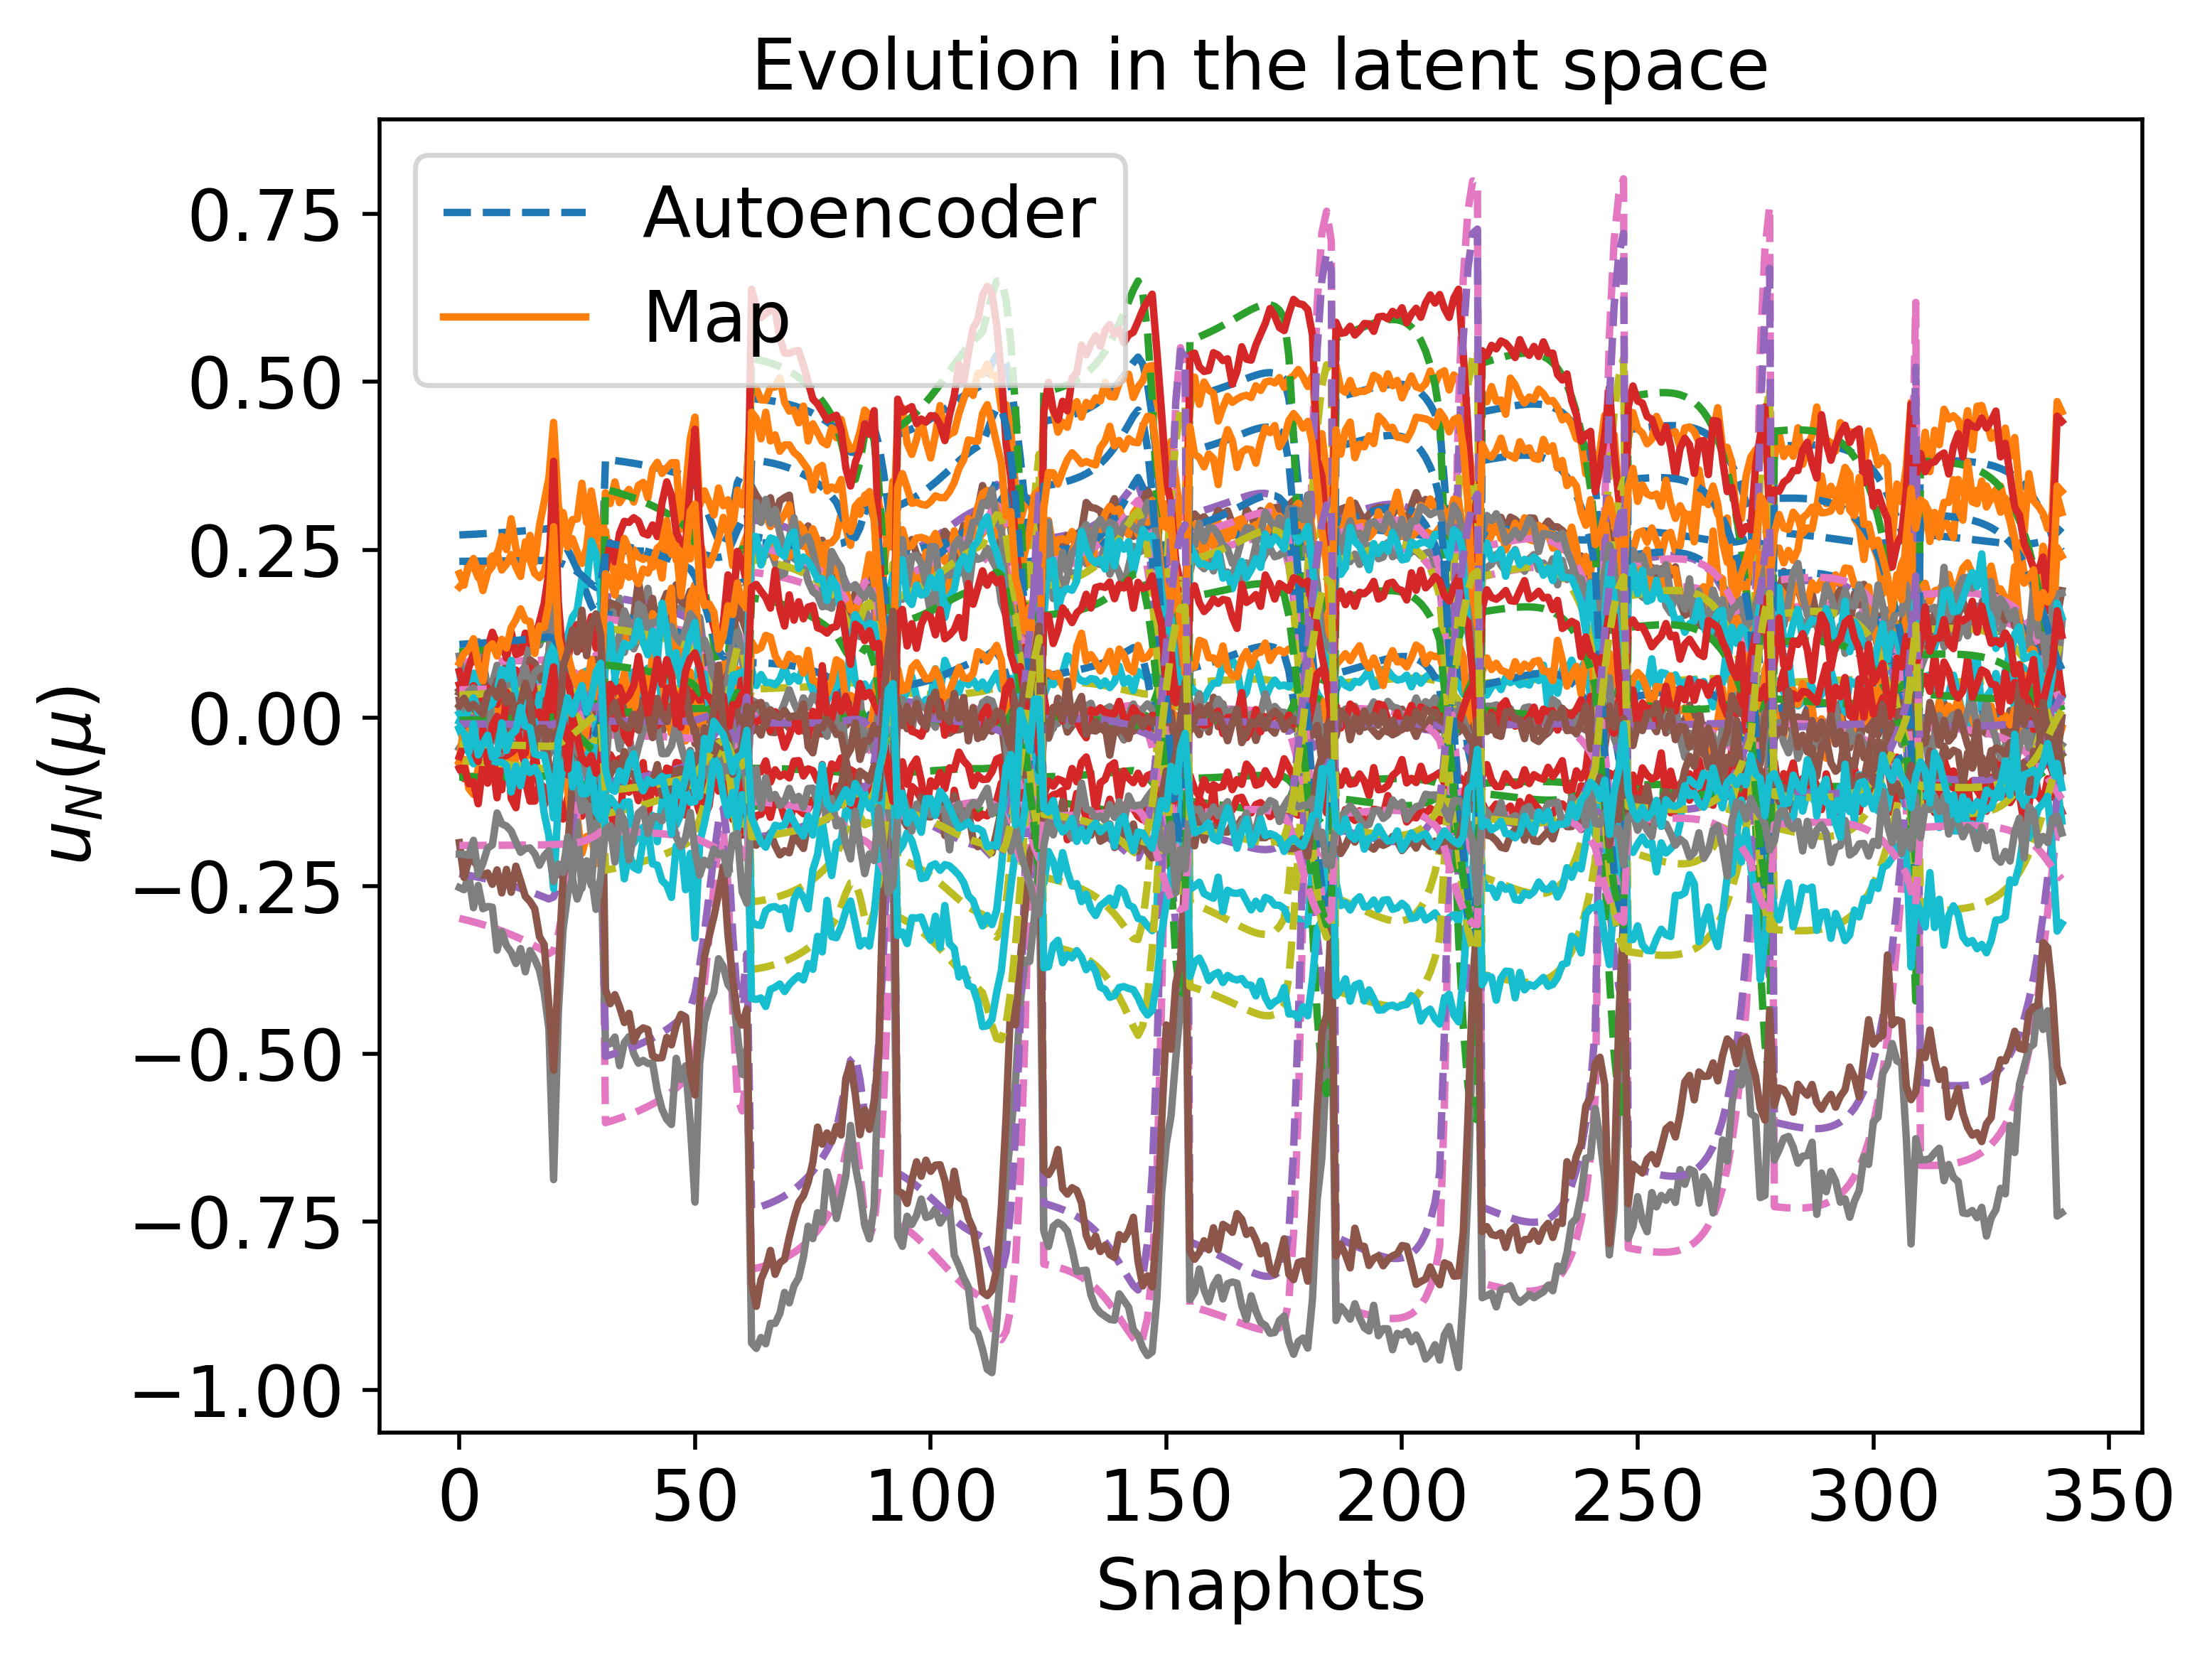 Evolution in the latent space
Autoencoder
Map
0.75
0.50
0.25
0.00
−0.25
−0.50
−0.75
−1.00
u_N(μ)
0 50 100 150 200 250 300 350
Snaphots